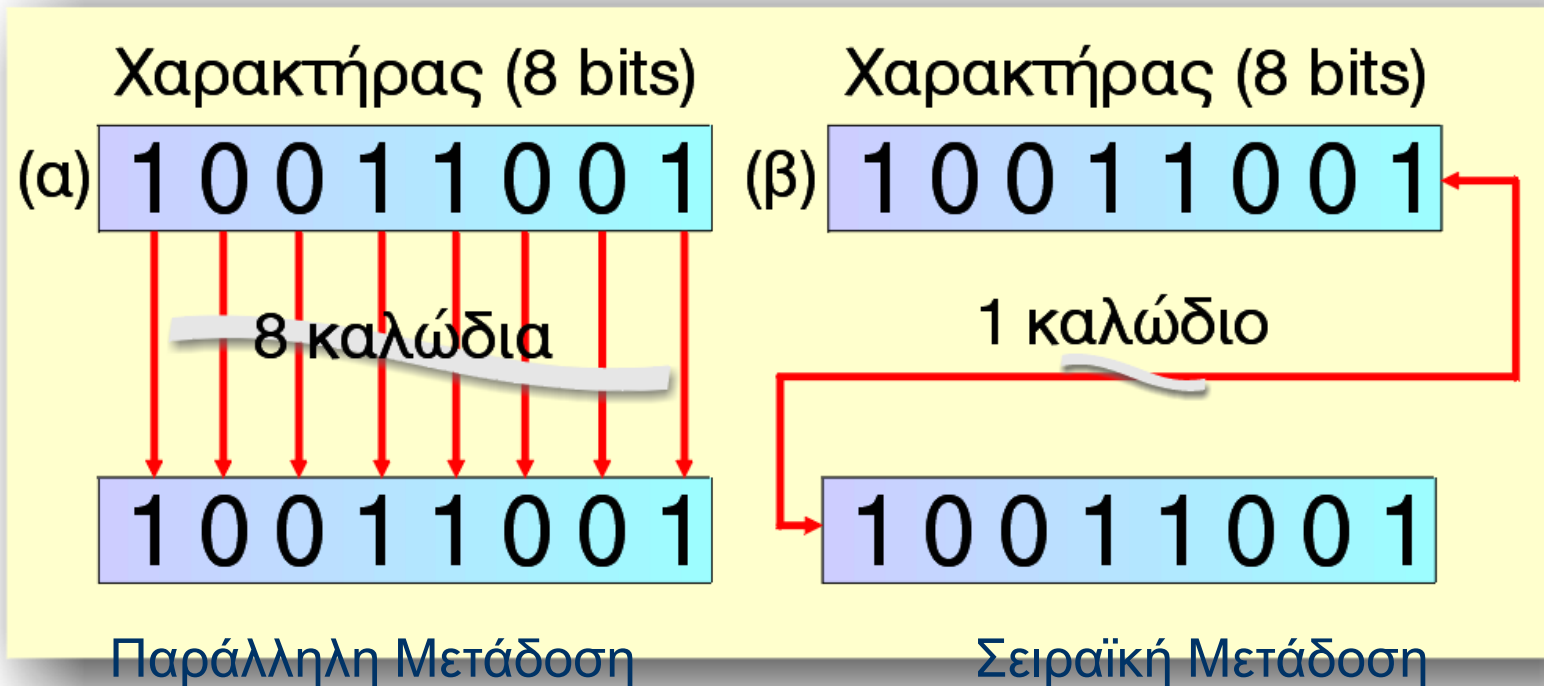 Χαρακτήρας (8 bits)
(α) 1 0 0 1 1 0 0 1
8 καλώδια
1 0 0 1 1 0 0 1
Παράλληλη Μετάδοση
Χαρακτήρας (8 bits)
(β) 1 0 0 1 1 0 0 1
1 καλώδιο
1 0 0 1 1 0 0 1
Σειραϊκή Μετάδοση